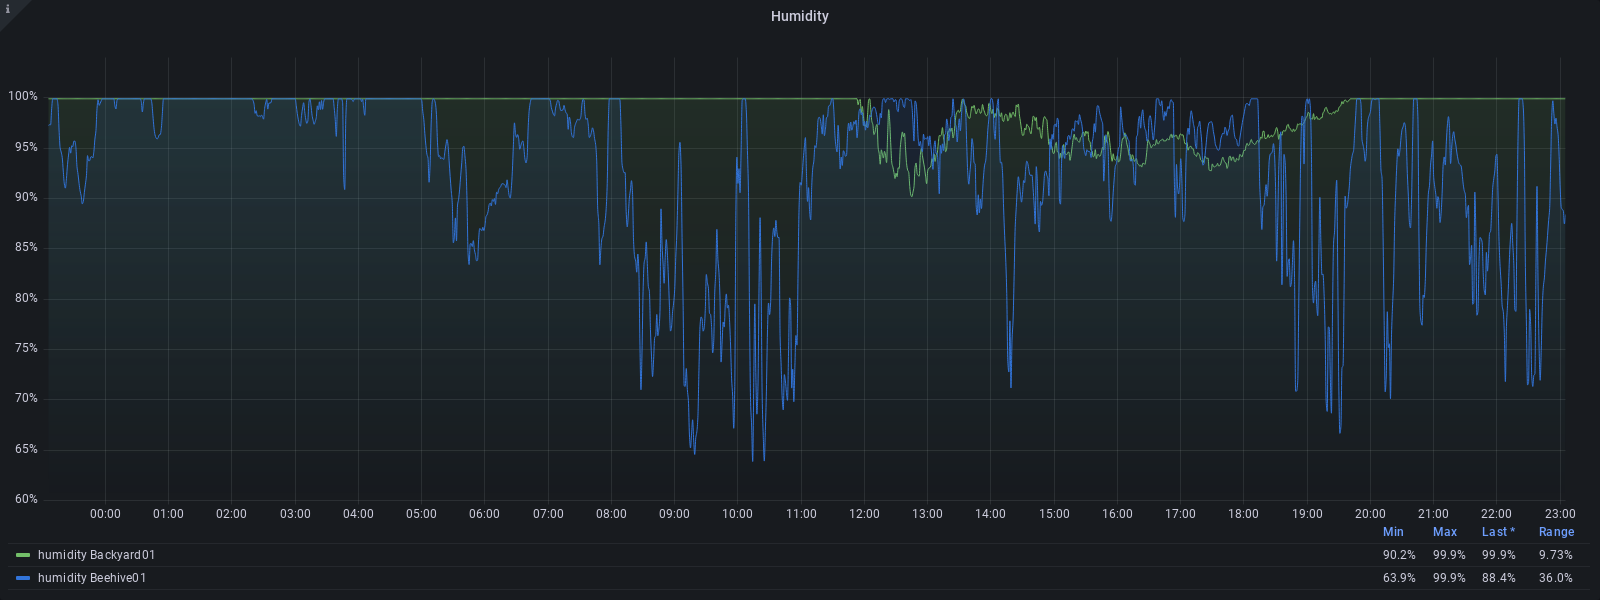 i
Humidity
100%
95%
90%
85%
80%
75%
70%
65%
60%
00:00 01:00 02:00 03:00 04:00 05:00 06:00 07:00 08:00 09:00 10:00 11:00 12:00 13:00 14:00 15:00 16:00 17:00 18:00 19:00 20:00 21:00 22:00 23:00
Min Max Last * Range
humidity Backyard01 90.2% 99.9% 99.9% 9.73%
humidity Beehive01 63.9% 99.9% 88.4% 36.0%